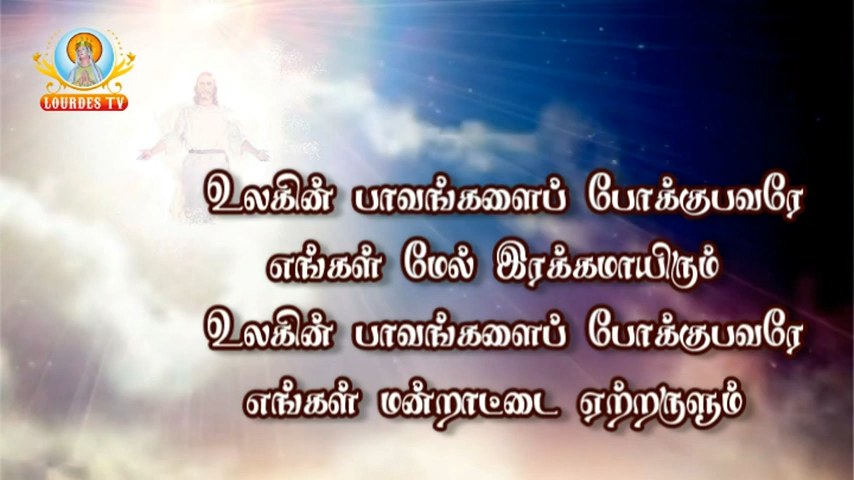 LOURDES TV
உலகின் பாவங்களைப் போக்குபவரே
எங்கள் மேல் இரக்கமாயிரும்
உலகின் பாவங்களைப் போக்குபவரே
எங்கள் மன்றாட்டை ஏற்றருளும்